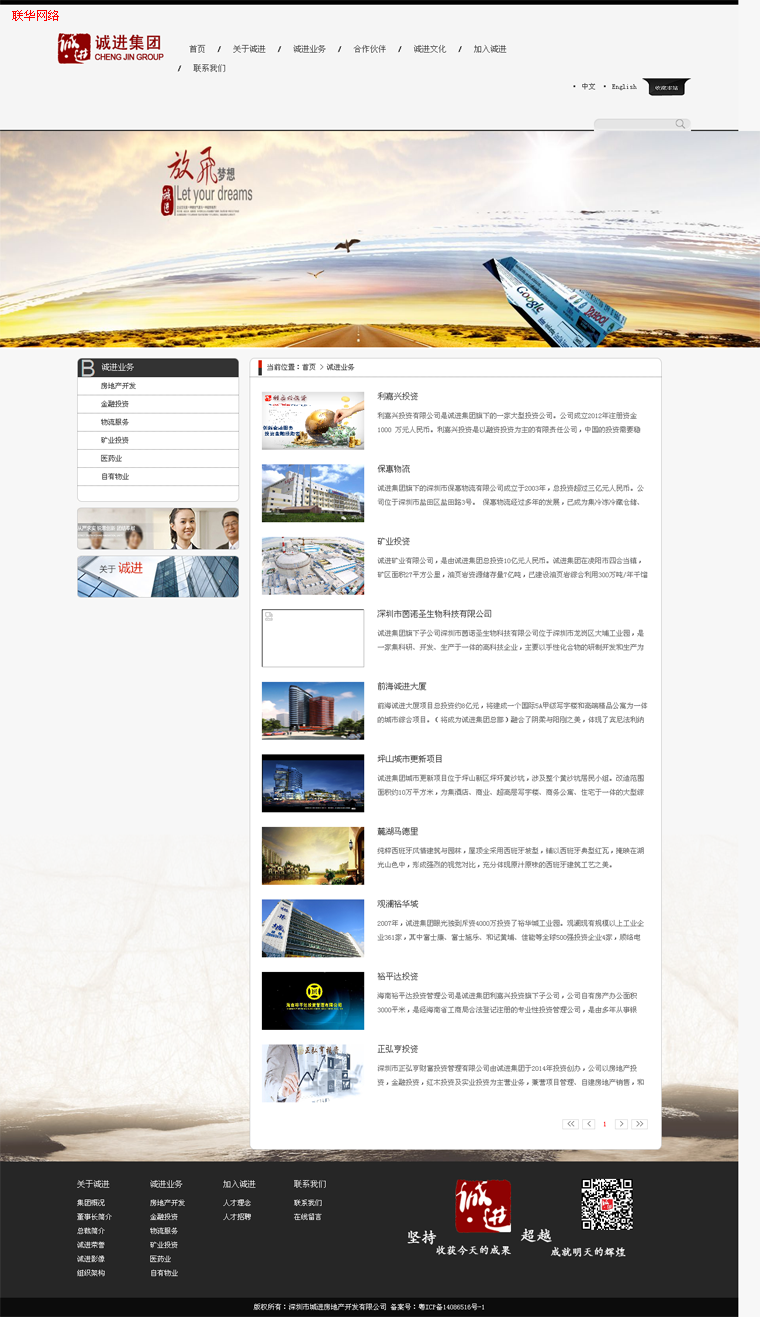 联华网络
诚进集团
CHENG JIN GROUP
首页 / 关于诚进 / 诚进业务 / 合作伙伴 / 诚进文化 / 加入诚进
/ 联系我们
• 中文 • English
放飞梦想
诚进
Let your dreams
Google
B 诚进业务
房地产开发
金融投资
物流服务
矿业投资
医药业
自有物业
关于 诚进
当前位置：首页 > 诚进业务
利嘉兴投资
利嘉兴投资有限公司是诚进集团旗下的一家大型投资公司。公司成立2012年注册资金
1000 万元人民币。利嘉兴投资是以融资投资为主的有限责任公司，中国的投资需要稳
保惠物流
诚进集团旗下的深圳市保惠物流有限公司成立于2003年，总投资超过三亿元人民币。公
司位于深圳市盐田区盐田路3号。 保惠物流经过多年的发展，已成为集冷冻冷藏仓储、
矿业投资
诚进矿业有限公司，是由诚进集团总投资10亿元人民币。诚进集团在凌阳市四合当镇，
矿区面积27平方公里，油页岩资源储存量7亿吨，已建设油页岩综合利用300万吨/年干馏
深圳市茵诺圣生物科技有限公司
诚进集团旗下子公司深圳市茵诺圣生物科技有限公司位于深圳市龙岗区大埔工业园，是
一家集科研、开发、生产于一体的高科技企业，主要以手性化合物的研制开发和生产为
前海诚进大厦
前海诚进大厦项目总投资约8亿元，将建成一个国际5A甲级写字楼和高端精品公寓为一体
的城市综合项目。（将成为诚进集团总部）融合了阴柔与阳刚之美，体现了宾尼法利纳
坪山城市更新项目
诚进集团城市更新项目位于坪山新区坪环黄沙坑，涉及整个黄沙坑居民小组。改造范围
面积约10万平方米，为集酒店、商业、超高层写字楼、商务公寓、住宅于一体的大型综
麓湖马德里
纯粹西班牙风情建筑与园林，屋顶全采用西班牙坡型，铺以西班牙典型红瓦，掩映在湖
光山色中，形成强烈的视觉对比，充分体现原汁原味的西班牙建筑工艺之美。
观澜裕华城
2007年，诚进集团眼光独到斥资4000万投资了裕华城工业园。观澜现有规模以上工业企
业361家，其中富士康、富士施乐、和记黄埔、佳能等全球500强投资企业4家，顺络电
裕平达投资
海南裕平达投资管理公司是诚进集团利嘉兴投资旗下子公司，公司自有房产办公面积
3000平米，是经海南省工商局合法登记注册的专业性投资管理公司，是由多年从事银
正弘亨投资
深圳市正弘亨财富投资管理有限公司由诚进集团于2014年投资创办，公司以房地产投
资，金融投资，红木投资及实业投资为主营业务，兼营项目管理、自建房地产销售，和
1
关于诚进 诚进业务 加入诚进 联系我们
集团概况 房地产开发 人才理念 联系我们
董事长简介 金融投资 人才招聘 在线留言
总裁简介 物流服务
诚进荣誉 矿业投资
诚进影像 医药业
组织架构 自有物业
诚进
坚持 收获今天的成果 超越 成就明天的辉煌
版权所有：深圳市城进房地产开发有限公司 备案号：粤ICP备14086516号-1